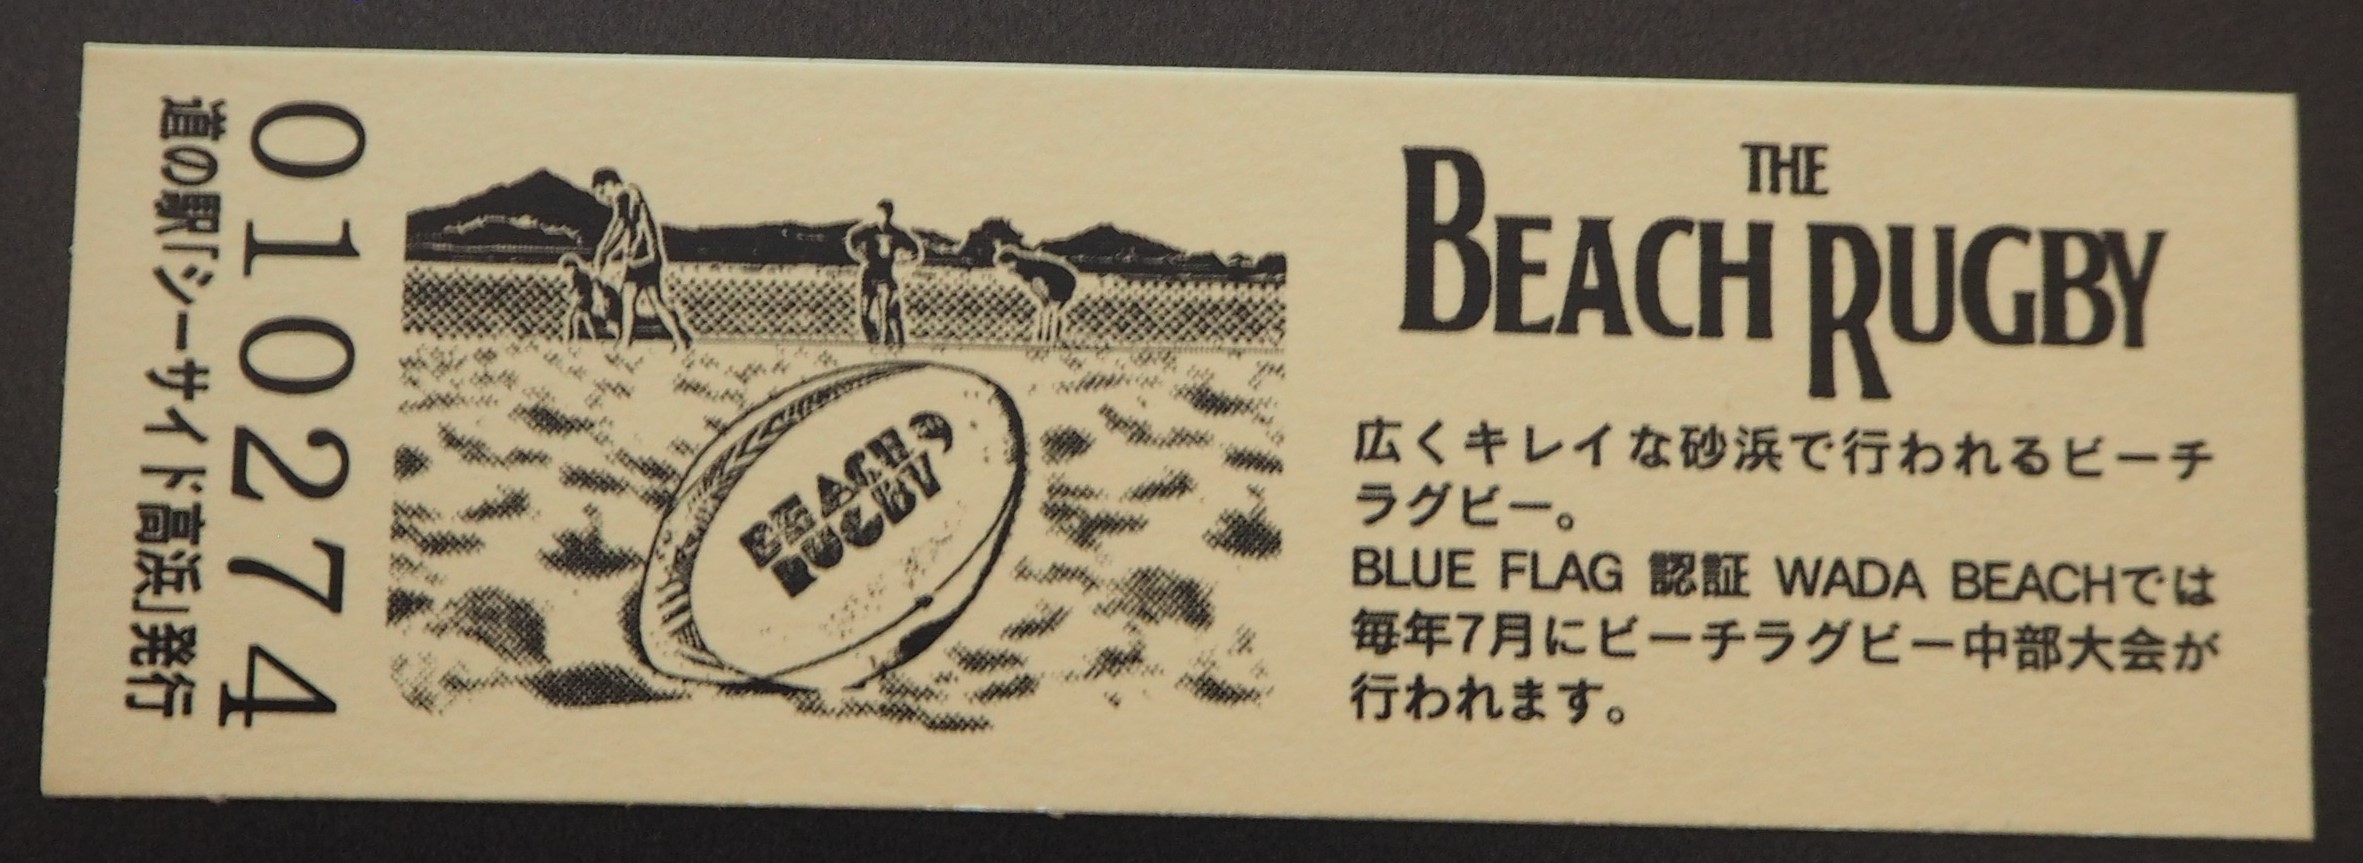 道の駅「シーサイド高浜」発行
010274
BEACH
RUGBY
THE
BEACH RUGBY
広くキレイな砂浜で行われるビーチ
ラグビー。
BLUE FLAG 認証 WADA BEACHでは
毎年7月にビーチラグビー中部大会が
行われます。